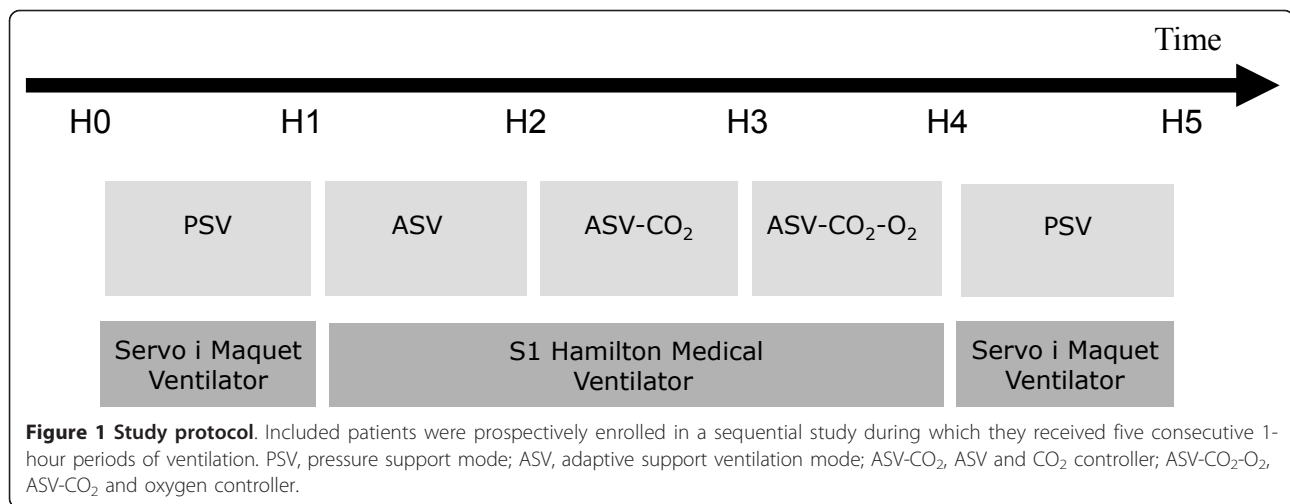 Time
H0 H1 H2 H3 H4 H5
PSV ASV ASV-CO₂ ASV-CO₂-O₂ PSV
Servo i Maquet Ventilator
S1 Hamilton Medical Ventilator
Servo i Maquet Ventilator
Figure 1 Study protocol. Included patients were prospectively enrolled in a sequential study during which they received five consecutive 1-
hour periods of ventilation. PSV, pressure support mode; ASV, adaptive support ventilation mode; ASV-CO₂, ASV and CO₂ controller; ASV-CO₂-O₂,
ASV-CO₂ and oxygen controller.